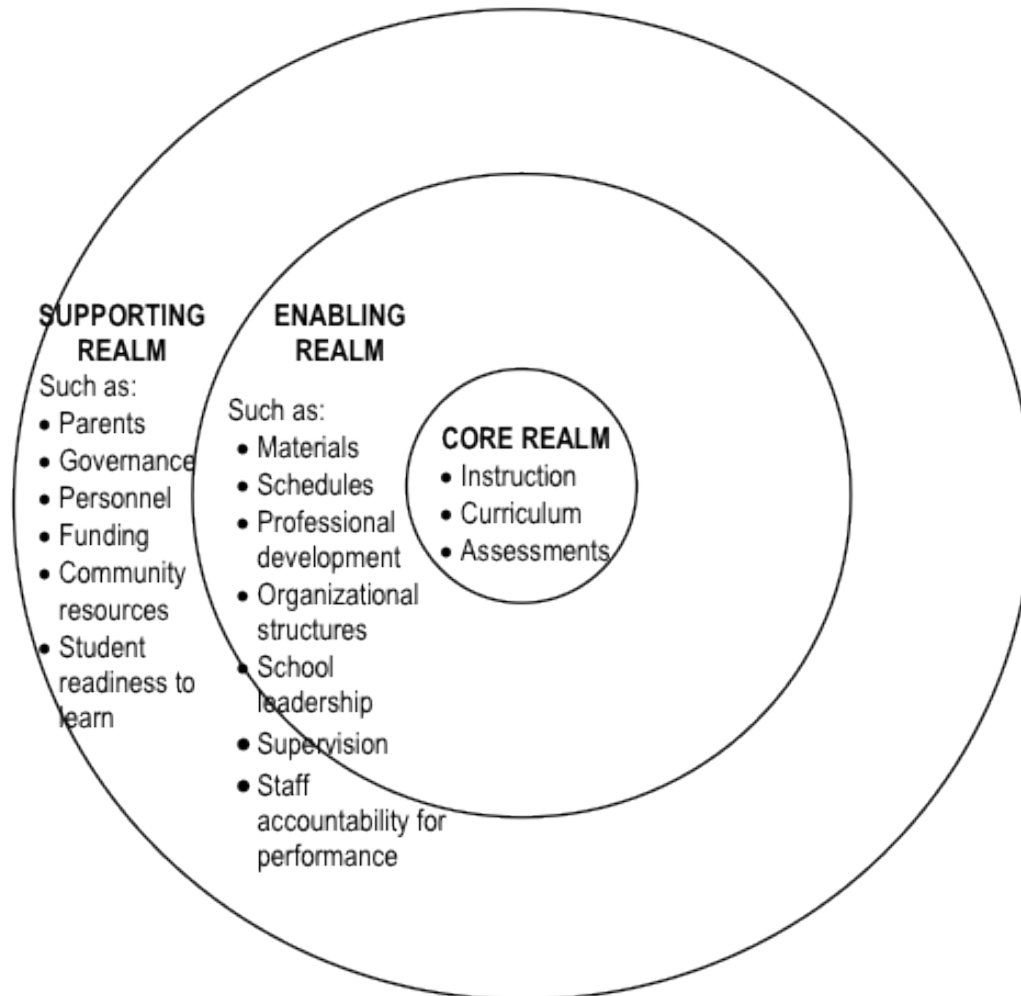 SUPPORTING
REALM
Such as:
• Parents
• Governance
• Personnel
• Funding
• Community
resources
• Student
readiness to
learn
ENABLING
REALM
Such as:
• Materials
• Schedules
• Professional
development
• Organizational
structures
• School
leadership
• Supervision
• Staff
accountability for
performance
CORE REALM
• Instruction
• Curriculum
• Assessments